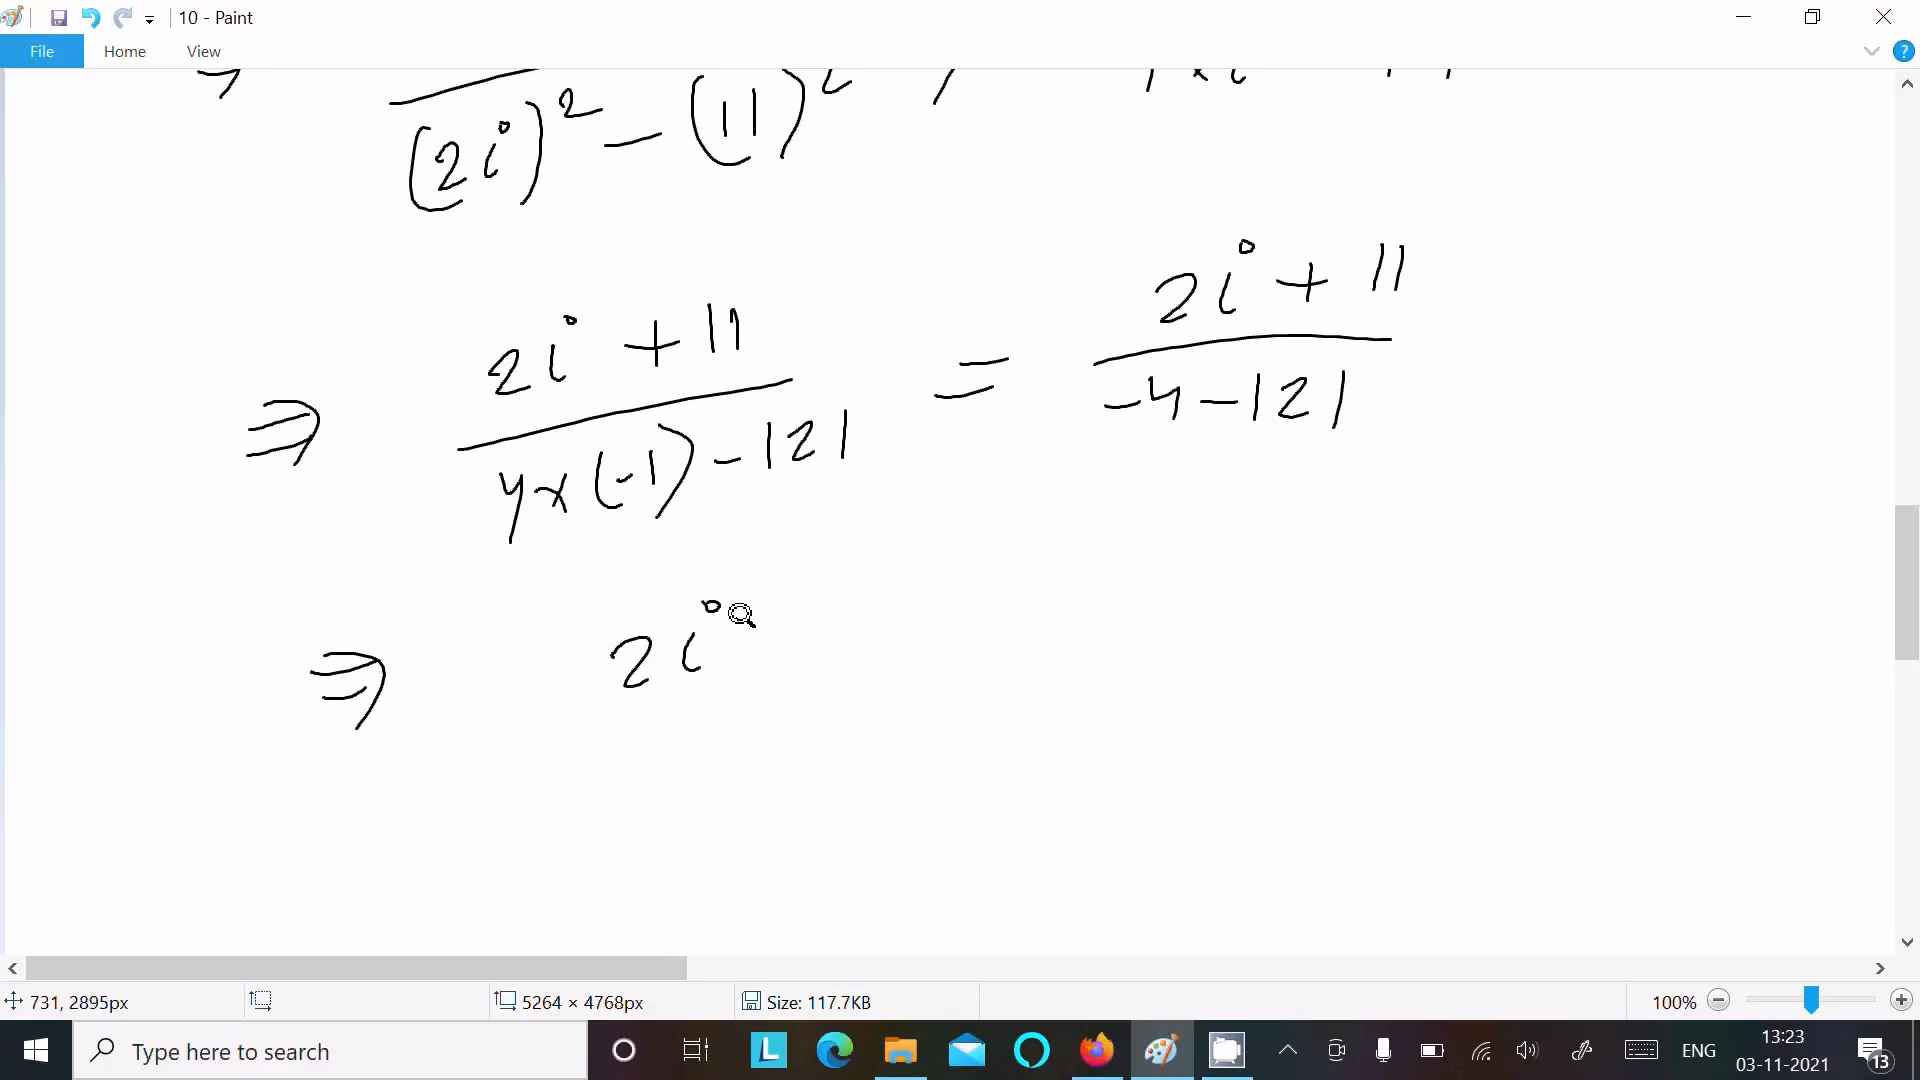 10 - Paint
File Home View
⇒ (2i)² - (11)²
⇒ 2i + 11 / 4x(-1) - 121 = 2i + 11 / -4 - 121
⇒ 2i
731, 2895px 5264 × 4768px Size: 117.7KB 100%
Type here to search
L
ENG
13:23
03-11-2021
13